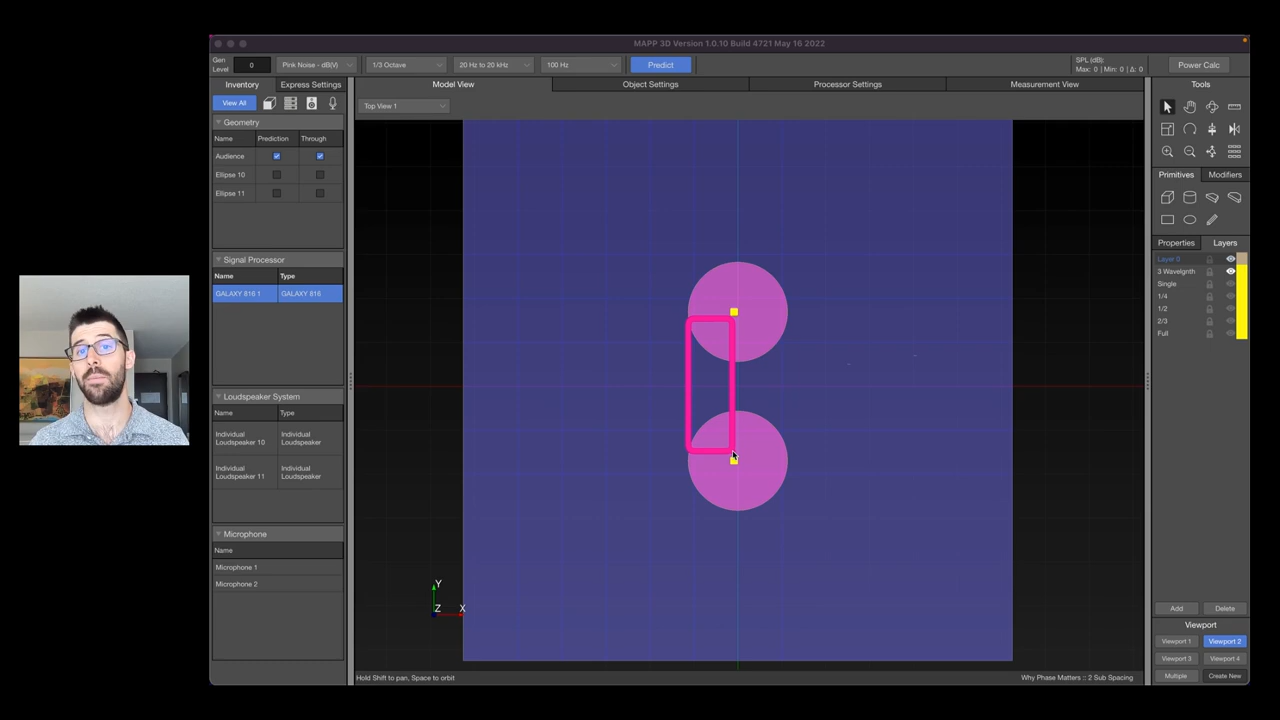 MAPP 3D Version 1.0.10 Build 4721 May 16 2022
Gen Level 0 Pink Noise - dB(V) 1/3 Octave 20 Hz to 20 kHz 100 Hz Predict SPL (dB): Max: 0 | Min: 0 | Δ: 0 Power Calc
Inventory Express Settings Model View Object Settings Processor Settings Measurement View Tools
View All Top View 1
Geometry
Name Prediction Through
Audience
Ellipse 10
Ellipse 11
Signal Processor
Name Type
GALAXY 816 1 GALAXY 816
Loudspeaker System
Name Type
Individual Loudspeaker 10 Individual Loudspeaker
Individual Loudspeaker 11 Individual Loudspeaker
Microphone
Name
Microphone 1
Microphone 2
Y
Z X
Hold Shift to pan, Space to orbit Why Phase Matters :: 2 Sub Spacing
Primitives Modifiers
Properties Layers
Layer 0
3 Wavelgnth
Single
1/4
1/2
2/3
Full
Add Delete
Viewport
Viewport 1 Viewport 2
Viewport 3 Viewport 4
Multiple Create New